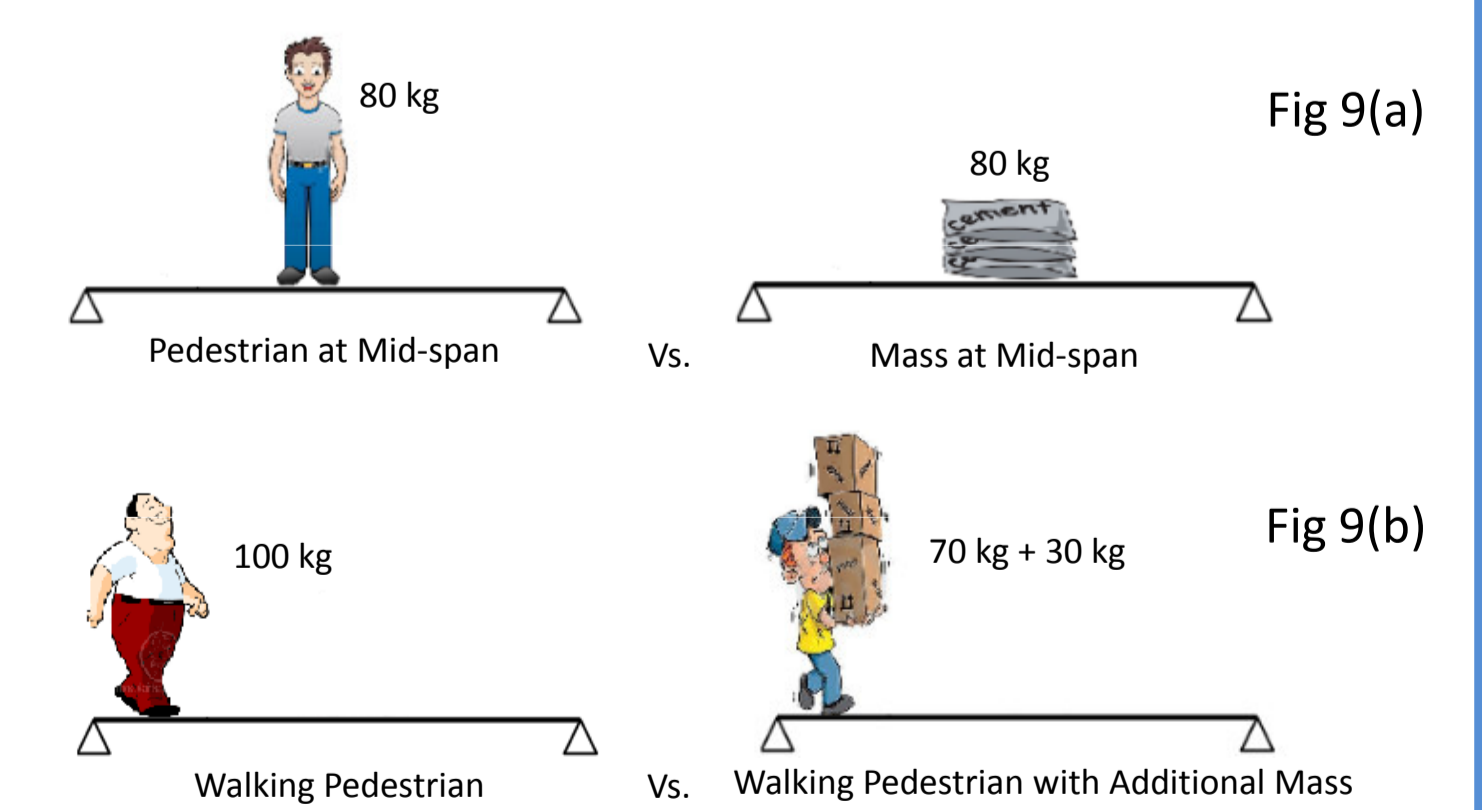 80 kg
Fig 9(a)
80 kg
cement
Pedestrian at Mid-span
Vs.
Mass at Mid-span
100 kg
70 kg + 30 kg
Fig 9(b)
Walking Pedestrian
Vs.
Walking Pedestrian with Additional Mass